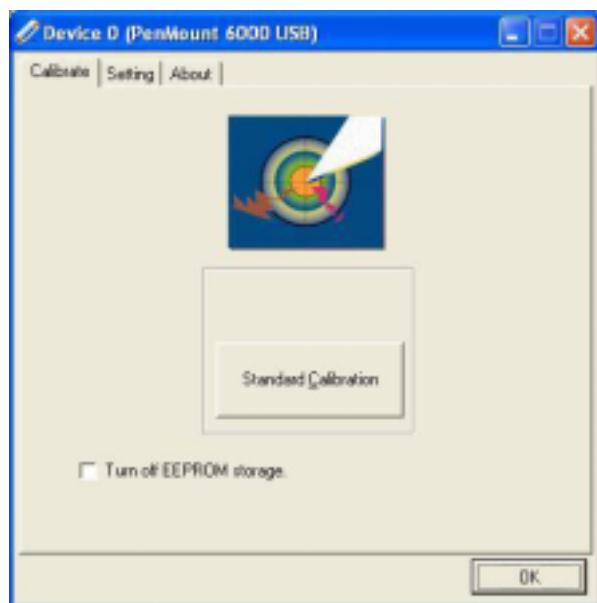 Device 0 (PenMount 6000 USB)
Calibrate Setting About
Standard Calibration
Turn off EEPROM storage.
OK